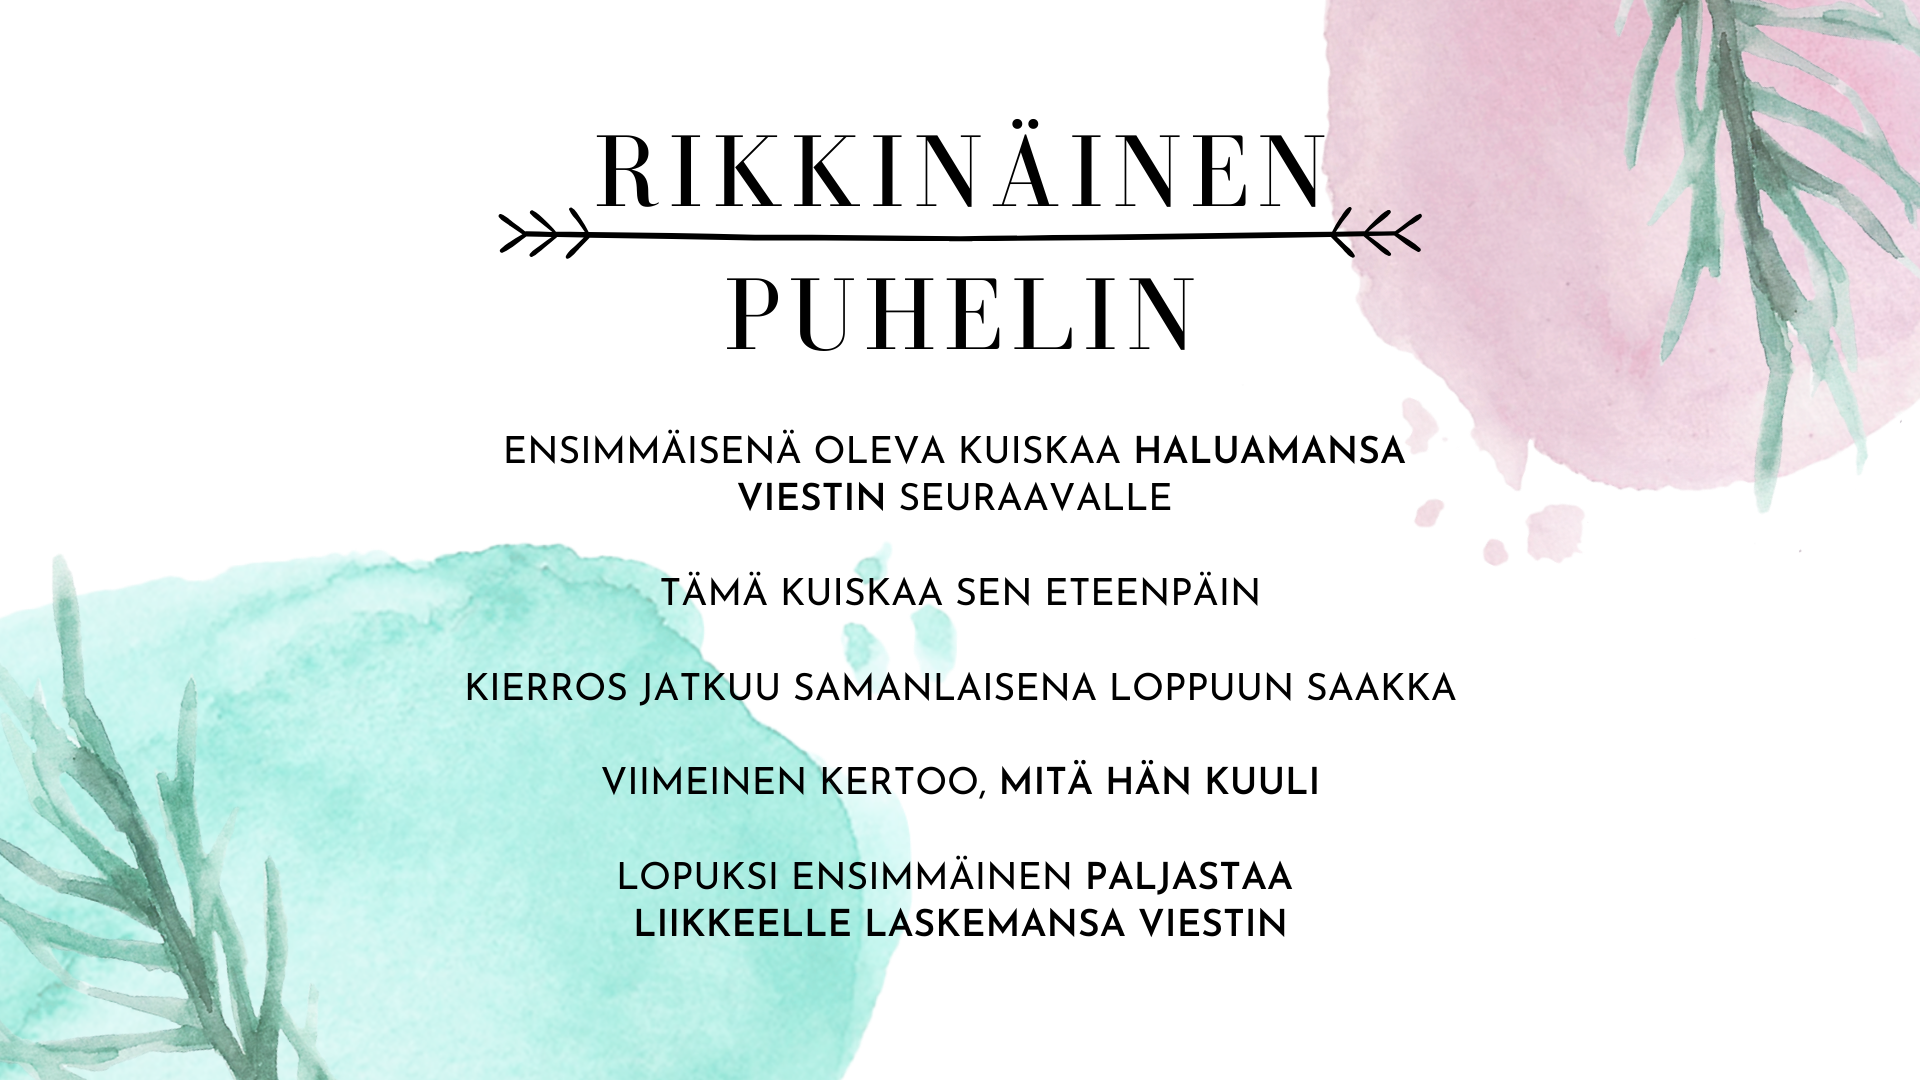 RIKKINÄINEN
PUHELIN
ENSIMMÄISENÄ OLEVA KUISKAA HALUAMANSA
VIESTIN SEURAAVALLE
TÄMÄ KUISKAA SEN ETEENPÄIN
KIERROS JATKUU SAMANLAISENA LOPPUUN SAAKKA
VIIMEINEN KERTOO, MITÄ HÄN KUULI
LOPUKSI ENSIMMÄINEN PALJASTAA
LIIKKEELLE LASKEMANSA VIESTIN